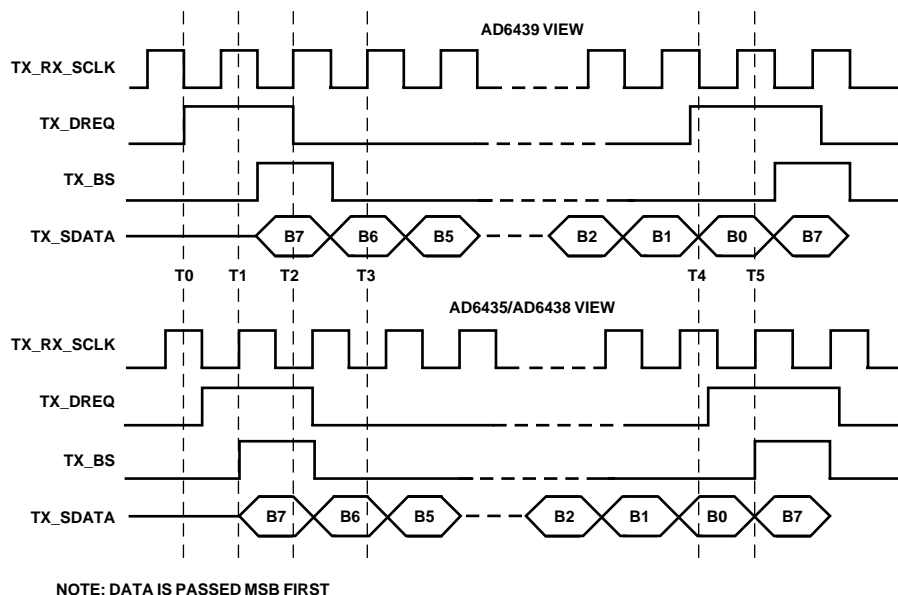 AD6439 VIEW
TX_RX_SCLK
TX_DREQ
TX_BS
TX_SDATA B7 B6 B5 B2 B1 B0 B7
T0 T1 T2 T3 T4 T5
AD6435/AD6438 VIEW
TX_RX_SCLK
TX_DREQ
TX_BS
TX_SDATA B7 B6 B5 B2 B1 B0 B7
NOTE: DATA IS PASSED MSB FIRST